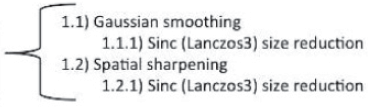 1.1) Gaussian smoothing
1.1.1) Sinc (Lanczos3) size reduction
1.2) Spatial sharpening
1.2.1) Sinc (Lanczos3) size reduction